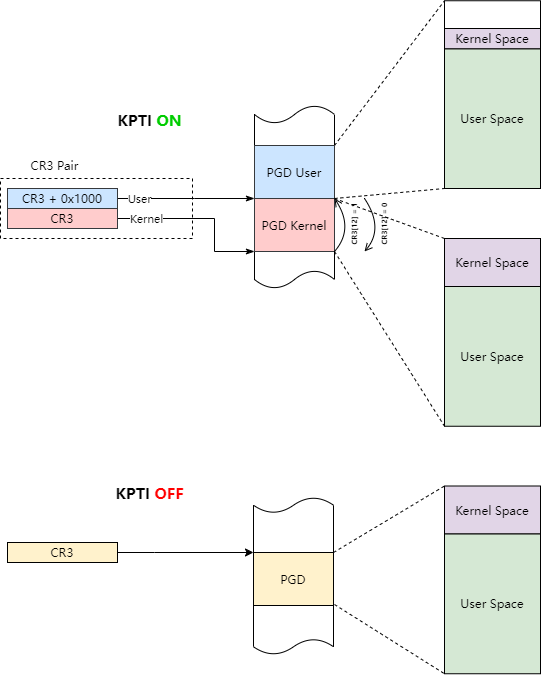 Kernel Space
User Space
KPTI ON
CR3 Pair
PGD User
CR3 + 0x1000
User
CR3
Kernel
PGD Kernel
CR3[12] = 1
CR3[12] = 0
Kernel Space
User Space
KPTI OFF
Kernel Space
CR3
PGD
User Space